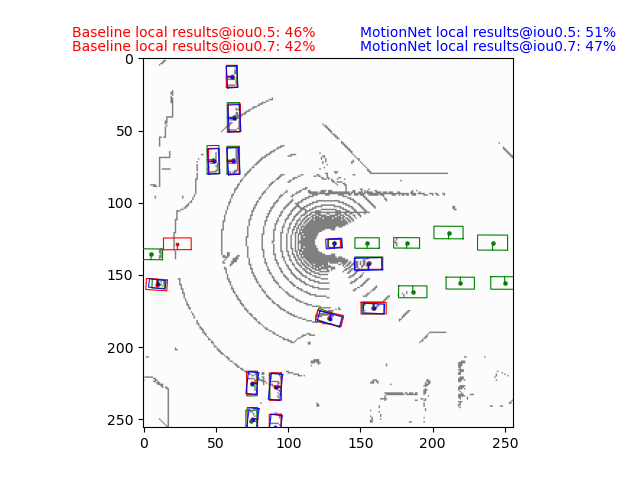 Baseline local results@iou0.5: 46% MotionNet local results@iou0.5: 51%
Baseline local results@iou0.7: 42% MotionNet local results@iou0.7: 47%
0
50
100
150
200
250
0 50 100 150 200 250